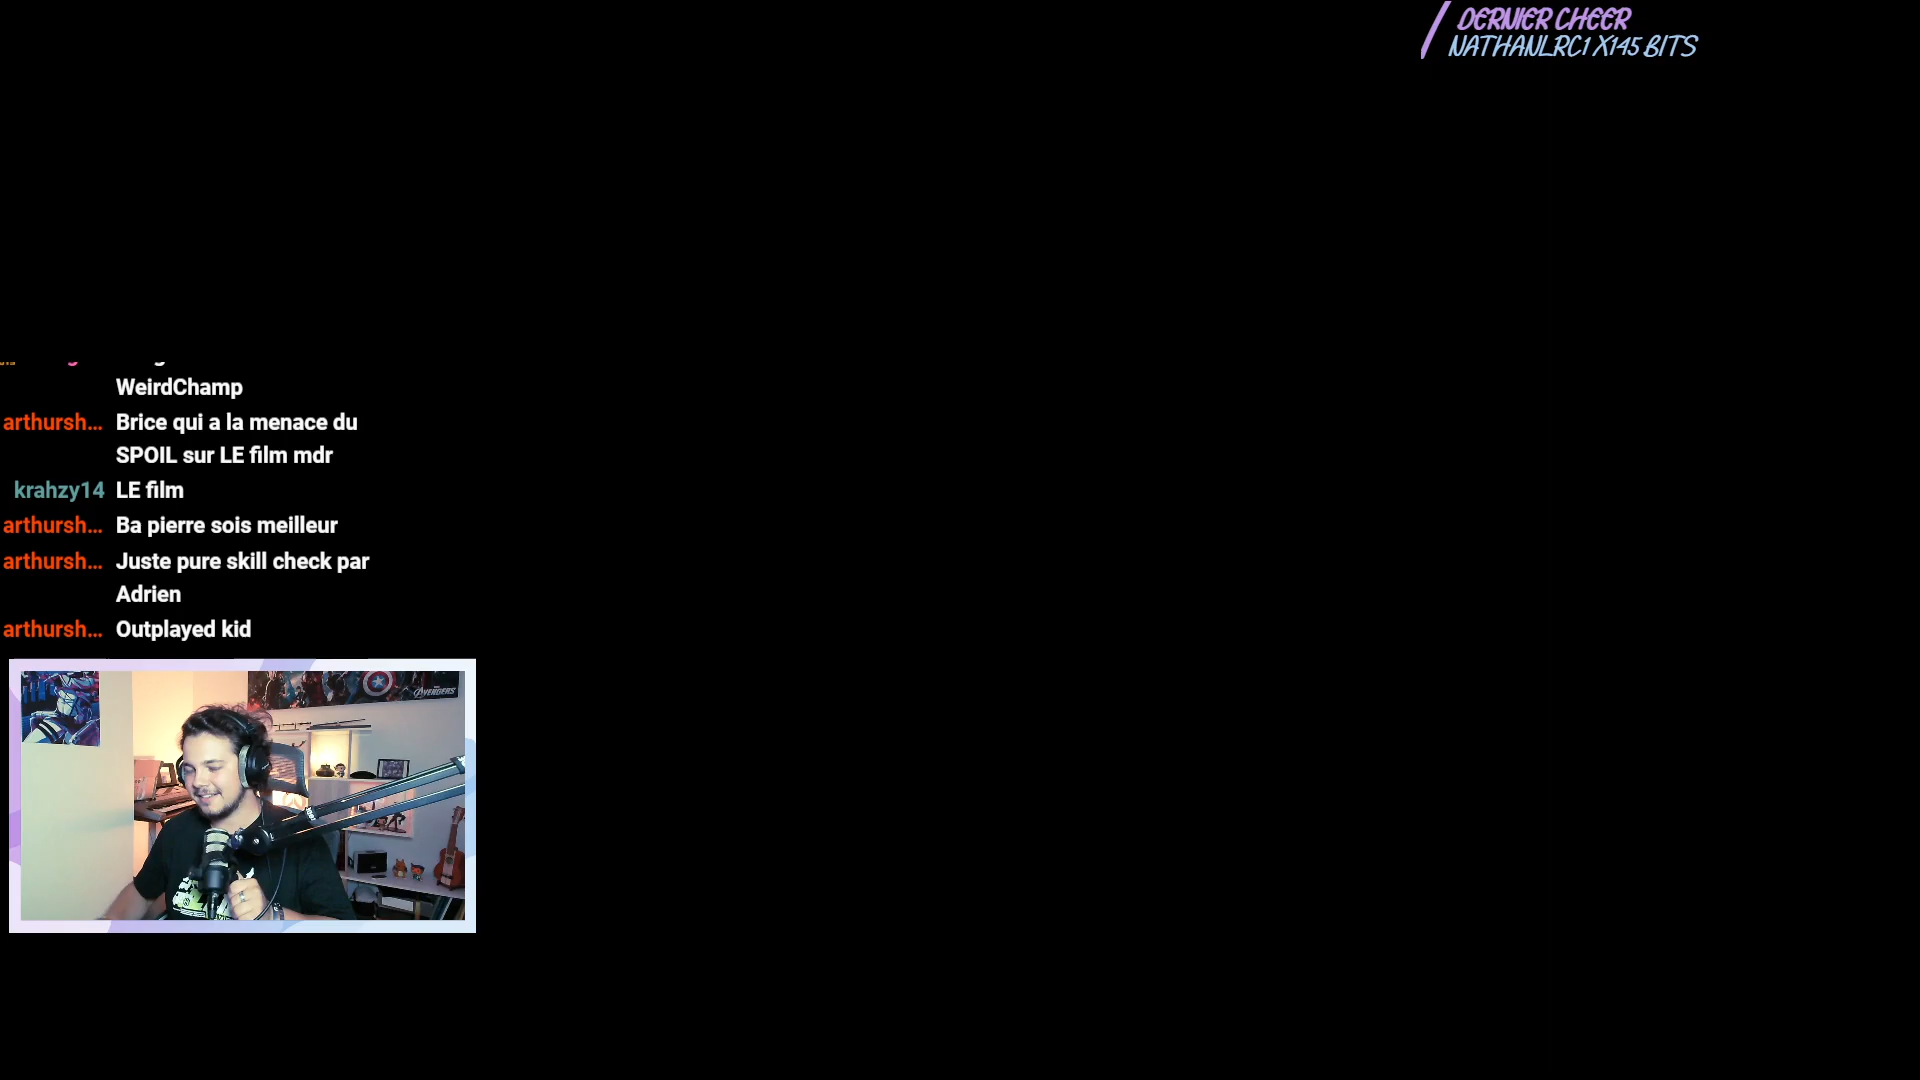 DERNIER CHEER
NATHANLRC1 X145 BITS
WeirdChamp
arthursh... Brice qui a la menace du
SPOIL sur LE film mdr
krahzy14 LE film
arthursh... Ba pierre sois meilleur
arthursh... Juste pure skill check par
Adrien
arthursh... Outplayed kid
AVENGERS